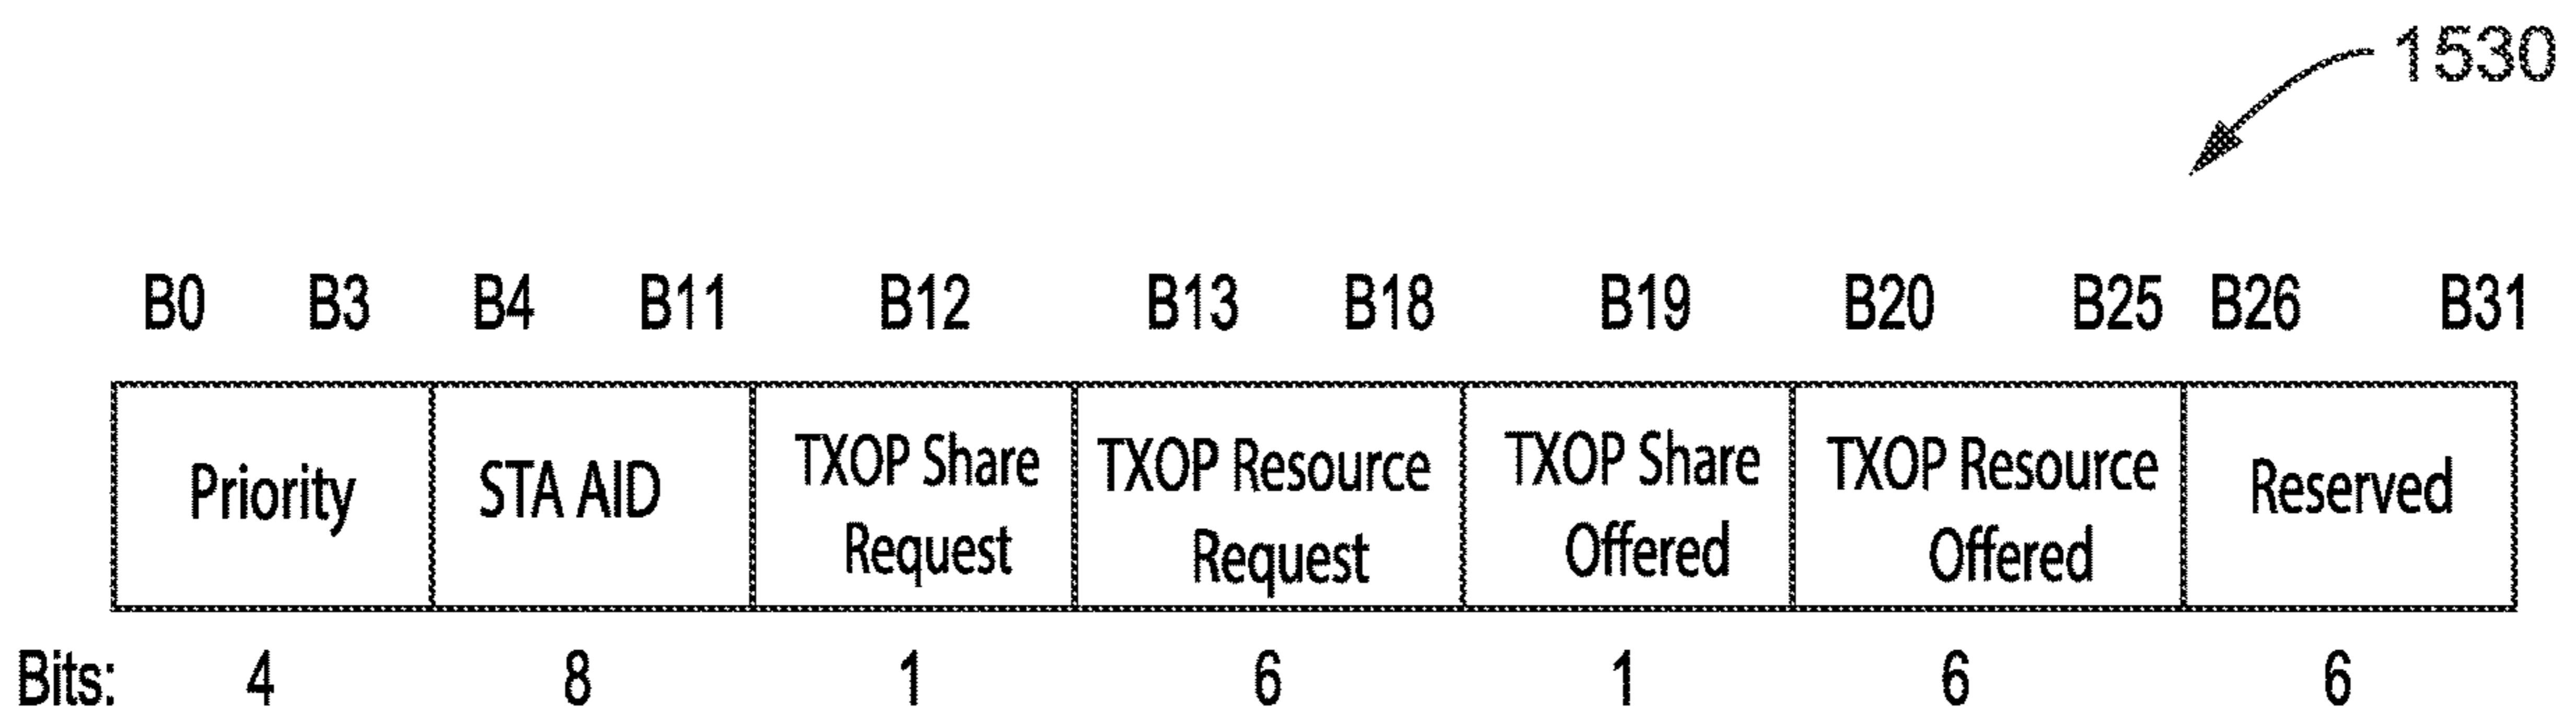 1530
B0 B3 B4 B11 B12 B13 B18 B19 B20 B25 B26 B31
Priority STA AID TXOP Share Request TXOP Resource Request TXOP Share Offered TXOP Resource Offered Reserved
Bits: 4 8 1 6 1 6 6